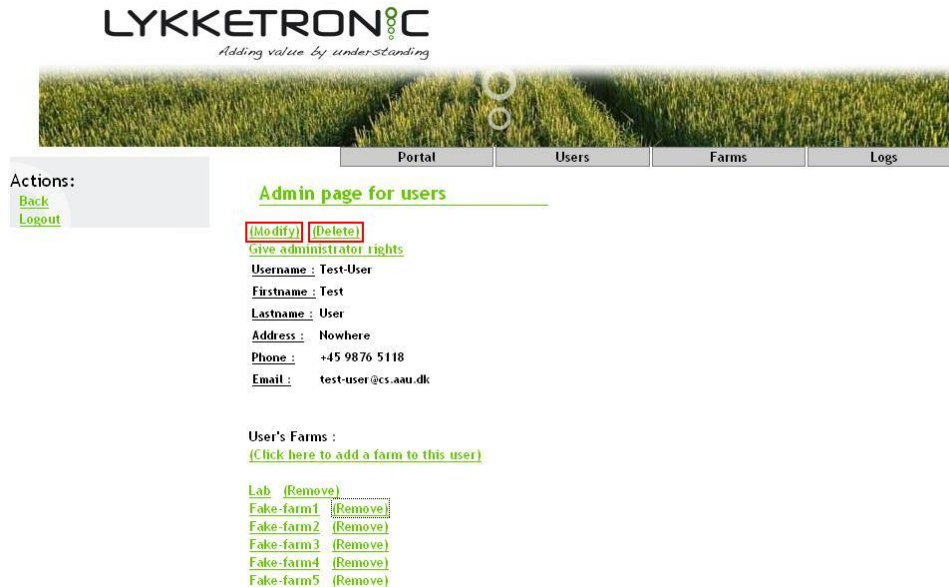 LYKKETRONIC
Adding value by understanding
Portal Users Farms Logs
Actions:
Back
Logout
Admin page for users
(Modify) (Delete)
Give administrator rights
Username : Test-User
Firstname : Test
Lastname : User
Address : Nowhere
Phone : +45 9876 5118
Email : test-user@cs.aau.dk
User's Farms :
(Click here to add a farm to this user)
Lab (Remove)
Fake-farm1 (Remove)
Fake-farm2 (Remove)
Fake-farm3 (Remove)
Fake-farm4 (Remove)
Fake-farm5 (Remove)